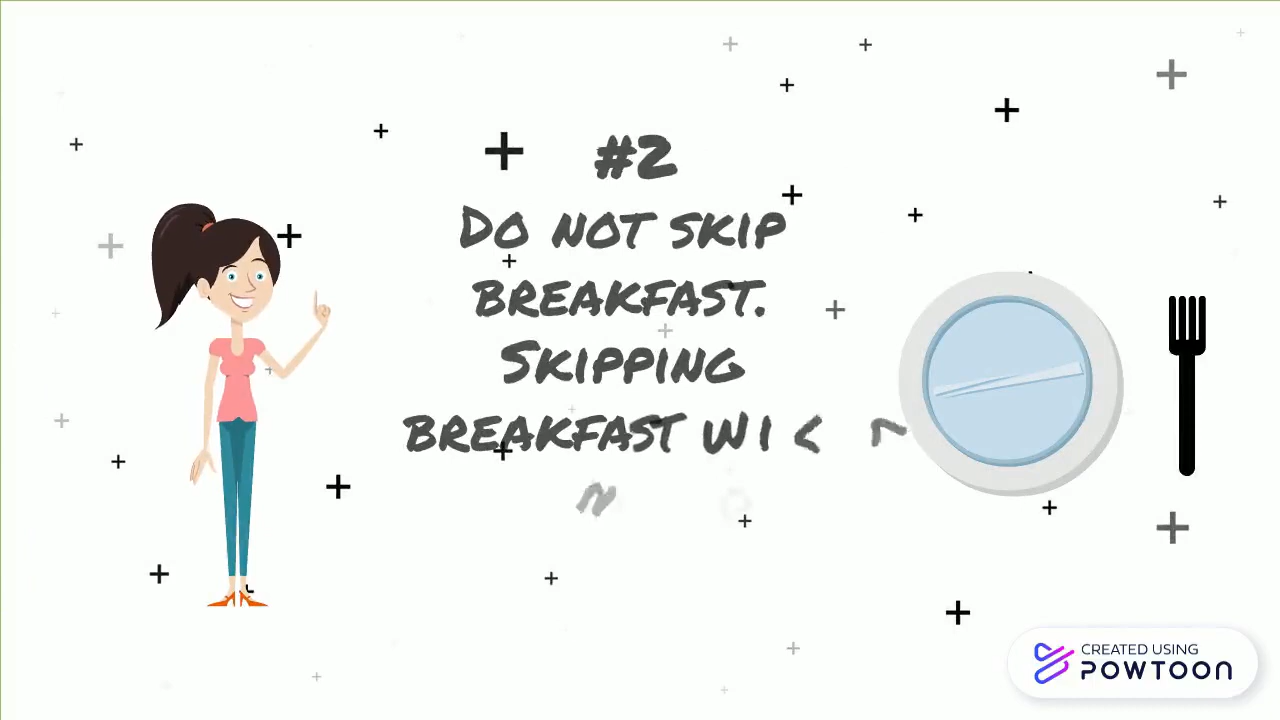 #2
Do not skip
breakfast.
Skipping
breakfast
CREATED USING
POWTOON